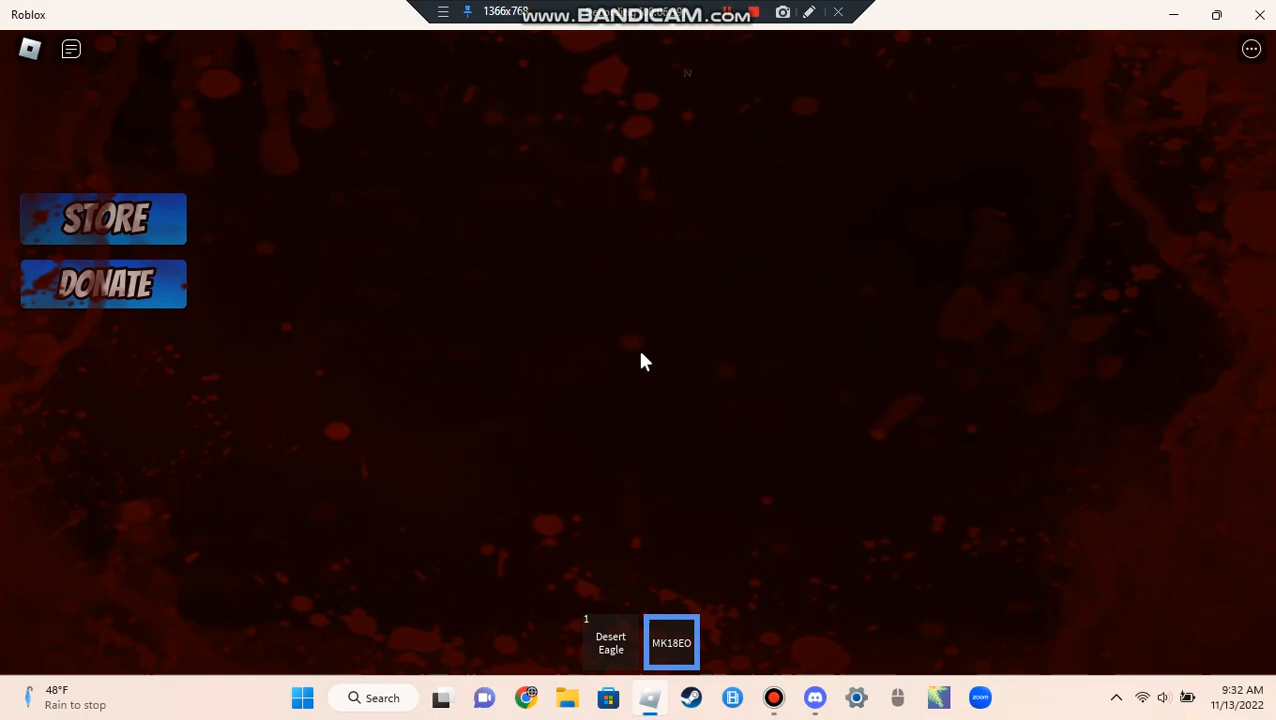 Roblox
1366x768
www.BANDICAM.com
N
STORE
DONATE
1
Desert
Eagle
MK18EO
48°F
Rain to stop
Search
zoom
9:32 AM
11/13/2022